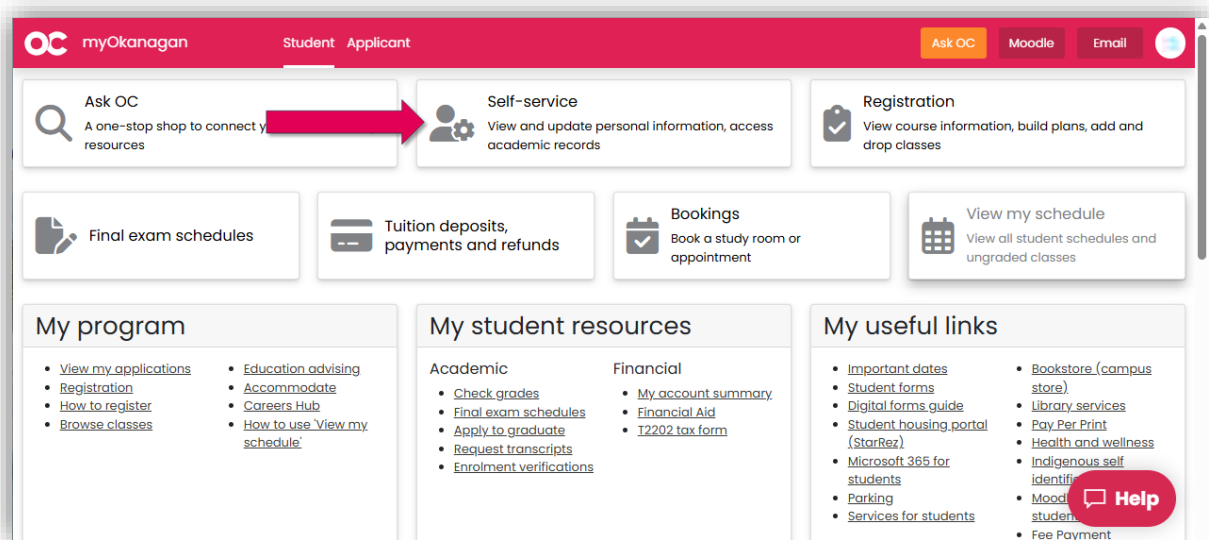 OC myOkanagan Student Applicant Ask OC Moodle Email
Ask OC
A one-stop shop to connect
resources
Self-service
View and update personal information, access
academic records
Registration
View course information, build plans, add and
drop classes
Final exam schedules
Tuition deposits,
payments and refunds
Bookings
Book a study room or
appointment
View my schedule
View all student schedules and
ungraded classes
My program
View my applications
Registration
How to register
Browse classes
Education advising
Accommodate
Careers Hub
How to use 'View my
schedule'
My student resources
Academic
Check grades
Final exam schedules
Apply to graduate
Request transcripts
Enrolment verifications
Financial
My account summary
Financial Aid
T2202 tax form
My useful links
Important dates
Student forms
Digital forms guide
Student housing portal
(StarRez)
Microsoft 365 for
students
Parking
Services for students
Bookstore (campus
store)
Library services
Pay Per Print
Health and wellness
Indigenous self
Fee Payment
Help